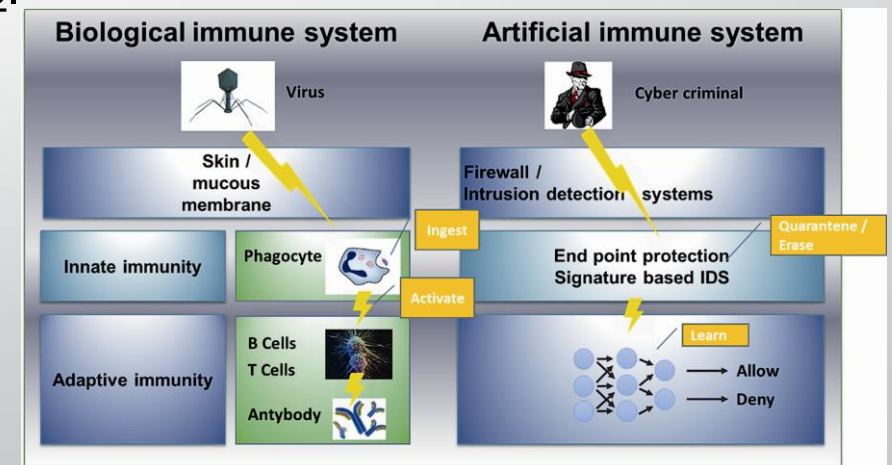 2.
Biological immune system
Artificial immune system
Virus
Cyber criminal
Skin /
mucous
membrane
Firewall /
Intrusion detection systems
Ingest
Quarantene /
Erase
Innate immunity
Phagocyte
End point protection
Signature based IDS
Activate
Adaptive immunity
B Cells
T Cells
Antybody
Learn
Allow
Deny